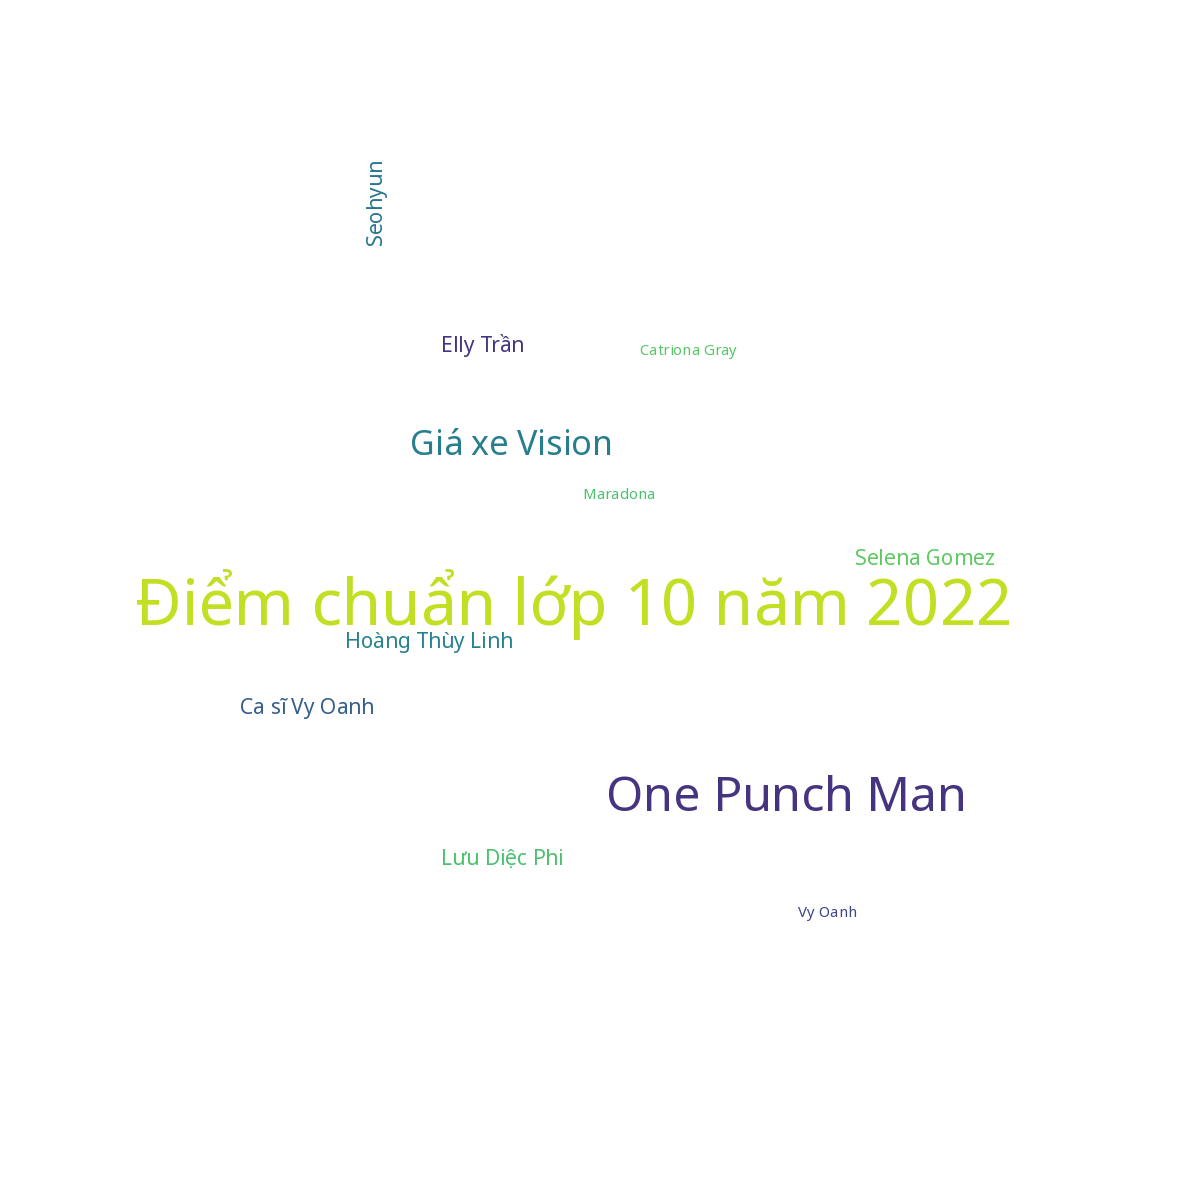 Seohyun
Elly Trần
Catriona Gray
Giá xe Vision
Maradona
Selena Gomez
Điểm chuẩn lớp 10 năm 2022
Hoàng Thùy Linh
Ca sĩ Vy Oanh
One Punch Man
Lưu Diệc Phi
Vy Oanh